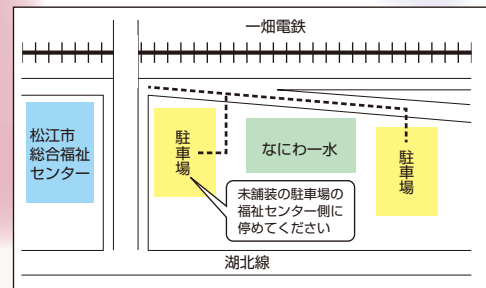 一畑電鉄
松江市
総合福祉
センター
駐車場
なにわ一水
駐車場
未舗装の駐車場の
福祉センター側に
停めてください
湖北線